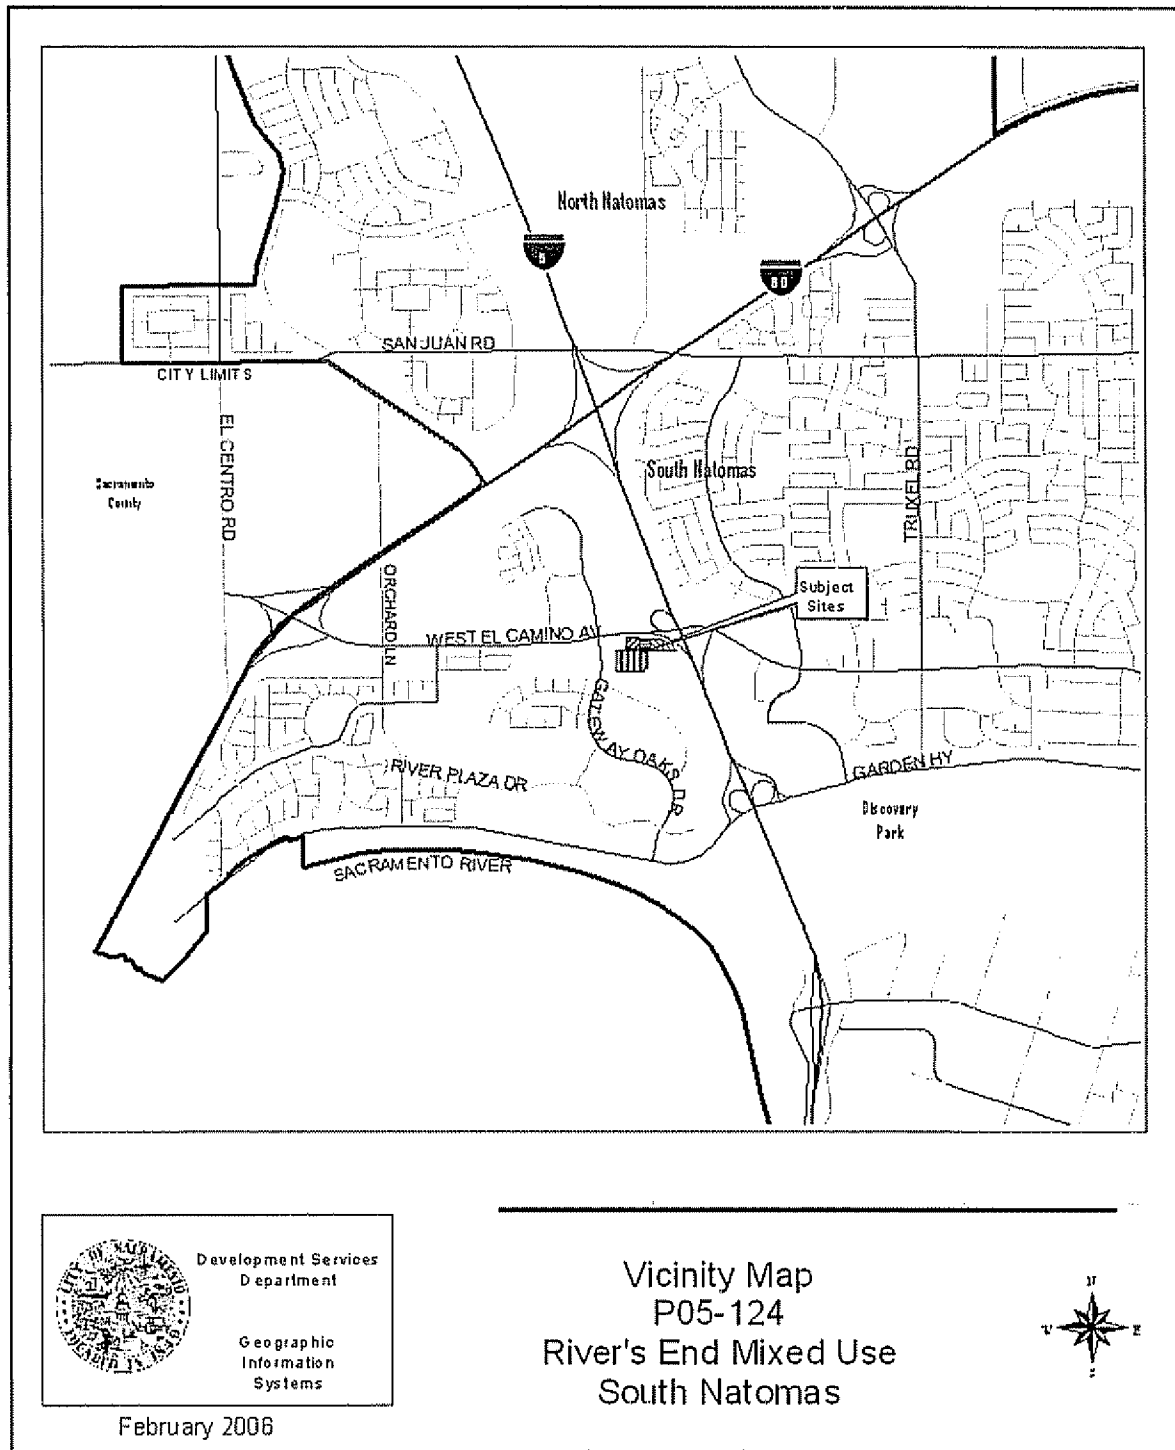 North Natomas
5
80
SAN JUAN RD
CITY LIMITS
EL CENTRO RD
Sacramento
County
South Natomas
TRUXEL RD
ORCHARD LN
Subject
Sites
WEST EL CAMINO AV
GATEWAY OAKS DR
RIVER PLAZA DR
GARDEN HY
Discovery
Park
SACRAMENTO RIVER
Development Services
Department
Geographic
Information
Systems
February 2006
Vicinity Map
P05-124
River's End Mixed Use
South Natomas
N
W
E
S